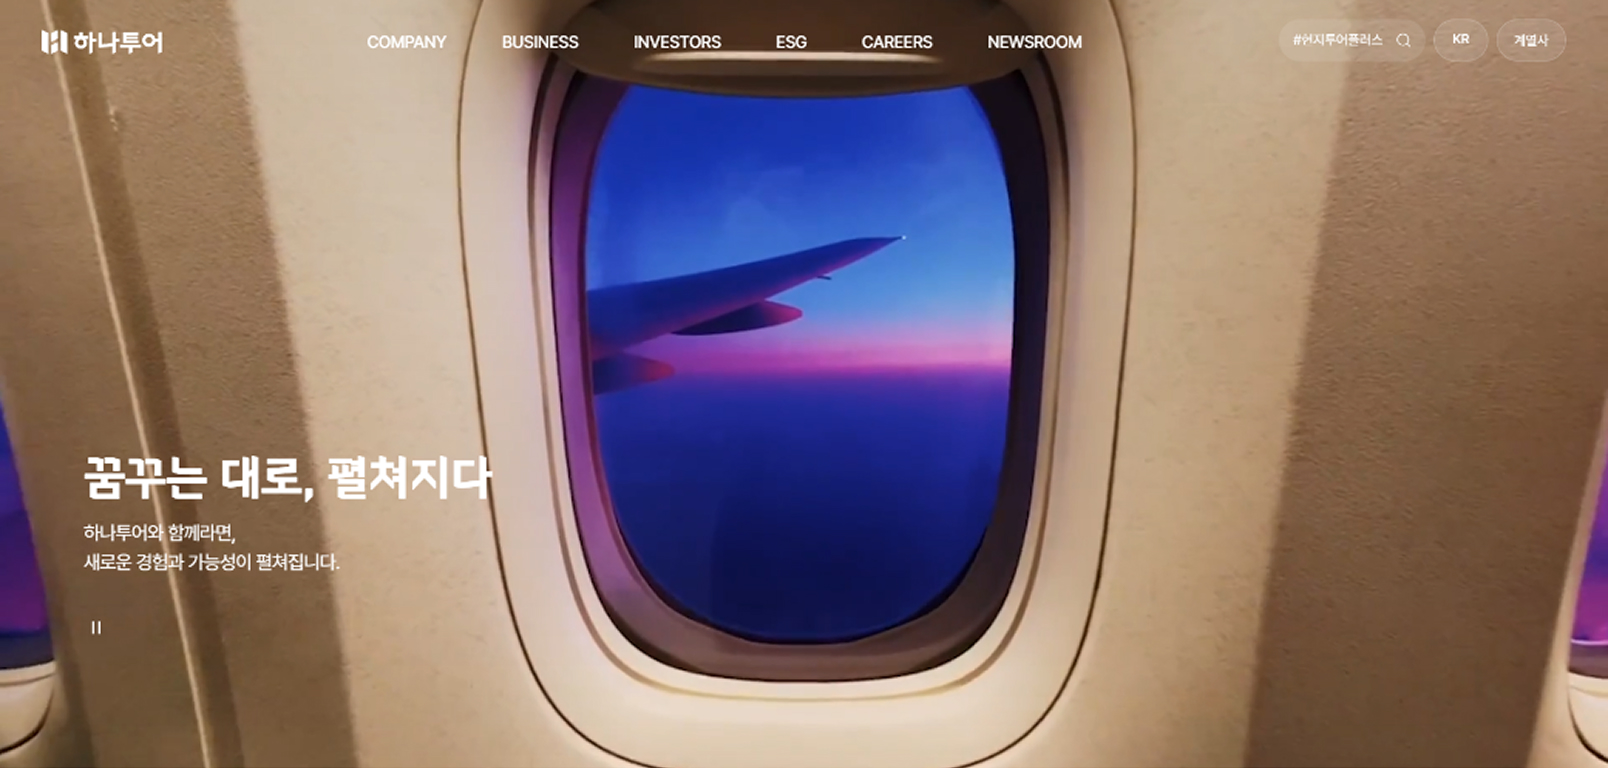 하나투어
COMPANY
BUSINESS
INVESTORS
ESG
CAREERS
NEWSROOM
#현지투어플러스
KR
계열사
꿈꾸는 대로, 펼쳐지다
하나투어와 함께라면,
새로운 경험과 가능성이 펼쳐집니다.